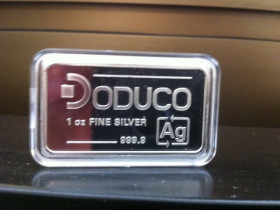 DODUCO
1 oz FINE SILVER
999,9
Ag